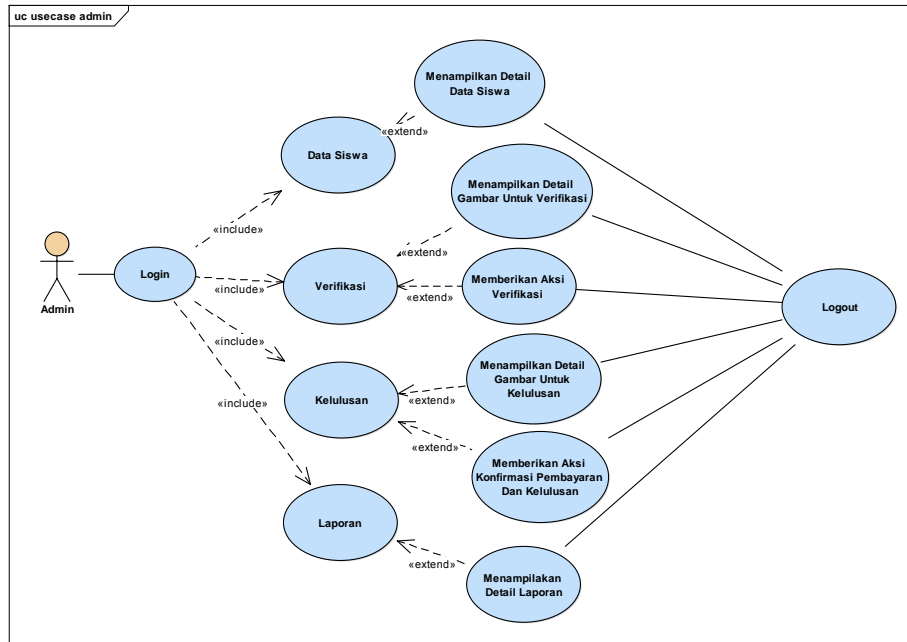 uc usecase admin
Menampilkan Detail
Data Siswa
«extend»
Data Siswa
Menampilkan Detail
Gambar Untuk Verifikasi
«include»
«extend»
Admin
Login
«include»
Verifikasi
«extend»
Memberikan Aksi
Verifikasi
Logout
«include»
Kelulusan
«extend»
Menampilkan Detail
Gambar Untuk
Kelulusan
«include»
«extend»
Memberikan Aksi
Konfirmasi Pembayaran
Dan Kelulusan
Laporan
«extend»
Menampilakan
Detail Laporan